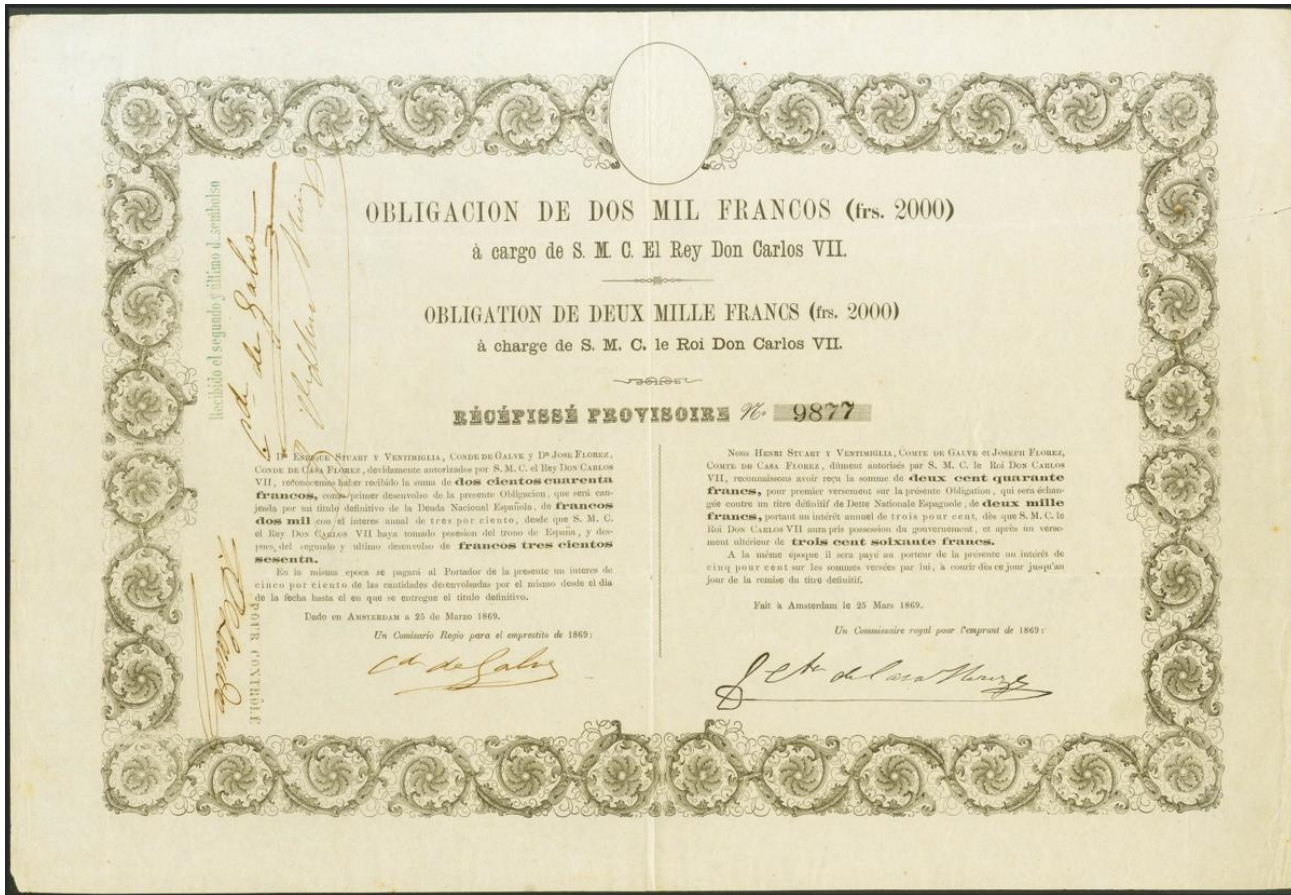 OBLIGACION DE DOS MIL FRANCOS (frs. 2000)
à cargo de S. M. C. El Rey Don Carlos VII.
OBLIGATION DE DEUX MILLE FRANCS (frs. 2000)
à charge de S. M. C. le Roi Don Carlos VII.
RÉCÉPISSÉ PROVISOIRE No. 9877
Dn ENRIQUE STUART Y VENTIMIGLIA, CONDE DE GALVE y Dn JOSE FLOREZ,
CONDE DE CASA FLOREZ, devidamente autorizados por S. M. C. el Rey DON CARLOS
VII, reconocemos haber recibido la suma de dos cientos cuarenta
francos, como primer desenvolso de la presente Obligacion, que será can-
jeada por un titulo definitivo de la Deuda Nacional Española, de francos
dos mil con el interes anual de tres por ciento, desde que S. M. C.
el Rey DON CARLOS VII haya tomado posesion del trono de España, y des-
pues del segundo y ultimo desenvolso de francos tres cientos
sesenta.
En la misma epoca se pagará al Portador de la presente un interes de
cinco por ciento de las cantidades desenvolsadas por el mismo desde el dia
de la fecha hasta el en que se entregue el titulo definitivo.
Dado en AMSTERDAM a 25 de Marzo 1869.
Un Comisario Regio para el emprestito de 1869:
Cde de Galve
Nous HENRI STUART Y VENTIMIGLIA, COMTE DE GALVE et JOSEPH FLOREZ,
COMTE DE CASA FLOREZ, dûment autorisés par S. M. C. le Roi DON CARLOS
VII, reconnaissons avoir reçu la somme de deux cent quarante
francs, pour premier versement sur la présente Obligation, qui sera échan-
gée contre un titre définitif de Dette Nationale Espagnole, de deux mille
francs, portant un intérêt annuel de trois pour cent, dès que S. M. C. le
Roi DON CARLOS VII aura pris possession du gouvernement, et après un verse-
ment ultérieur de trois cent soixante francs.
A la même époque il sera payé au porteur de la présente un intérêt de
cinq pour cent sur les sommes versées par lui, à courir dès ce jour jusqu'au
jour de la remise du titre définitif.
Fait à Amsterdam le 25 Mars 1869.
Un Commissaire royal pour l'emprunt de 1869:
de Casa Florez
Recibido el segundo y último desembolso
Cde de Galve
POUR CONTRÔLE